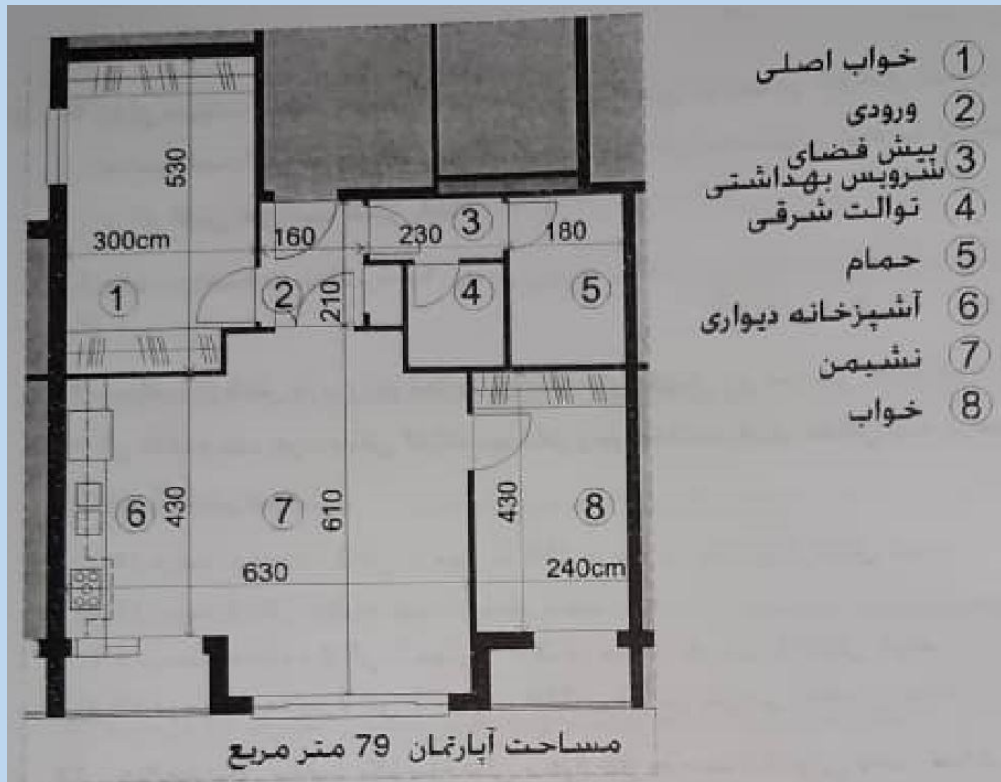 530
300cm
160
230
180
210
1
2
3
4
5
430
6
7
610
430
8
630
240cm
مساحت آپارتمان 79 متر مربع
1 خواب اصلی
2 ورودی
3 پیش فضای
سرویس بهداشتی
4 توالت شرقی
5 حمام
6 آشپزخانه دیواری
7 نشیمن
8 خواب